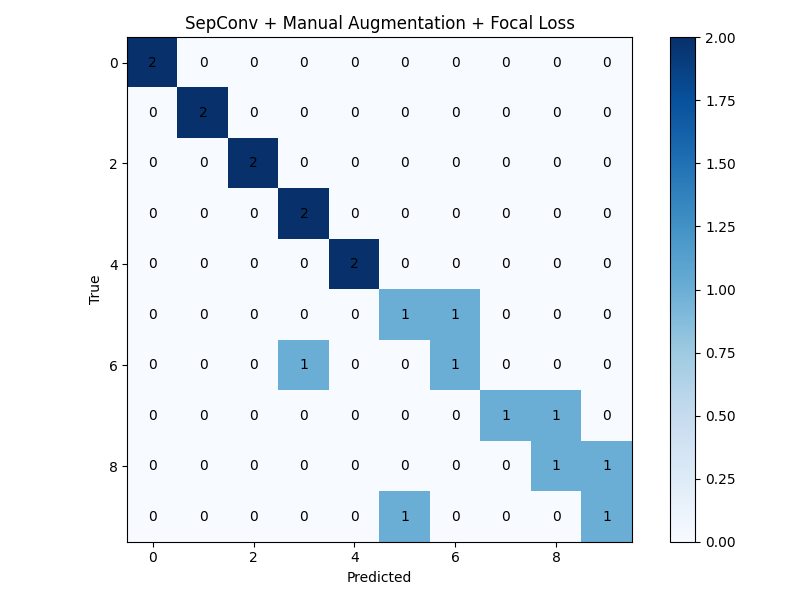 SepConv + Manual Augmentation + Focal Loss
0 2 0 0 0 0 0 0 0 0 0
0 2 0 0 0 0 0 0 0 0
2 0 0 2 0 0 0 0 0 0 0
0 0 0 2 0 0 0 0 0 0
4 0 0 0 0 2 0 0 0 0 0
0 0 0 0 0 1 1 0 0 0
6 0 0 0 1 0 0 1 0 0 0
0 0 0 0 0 0 0 1 1 0
8 0 0 0 0 0 0 0 0 1 1
0 0 0 0 0 1 0 0 0 1
0 2 4 6 8
Predicted
True
2.00
1.75
1.50
1.25
1.00
0.75
0.50
0.25
0.00